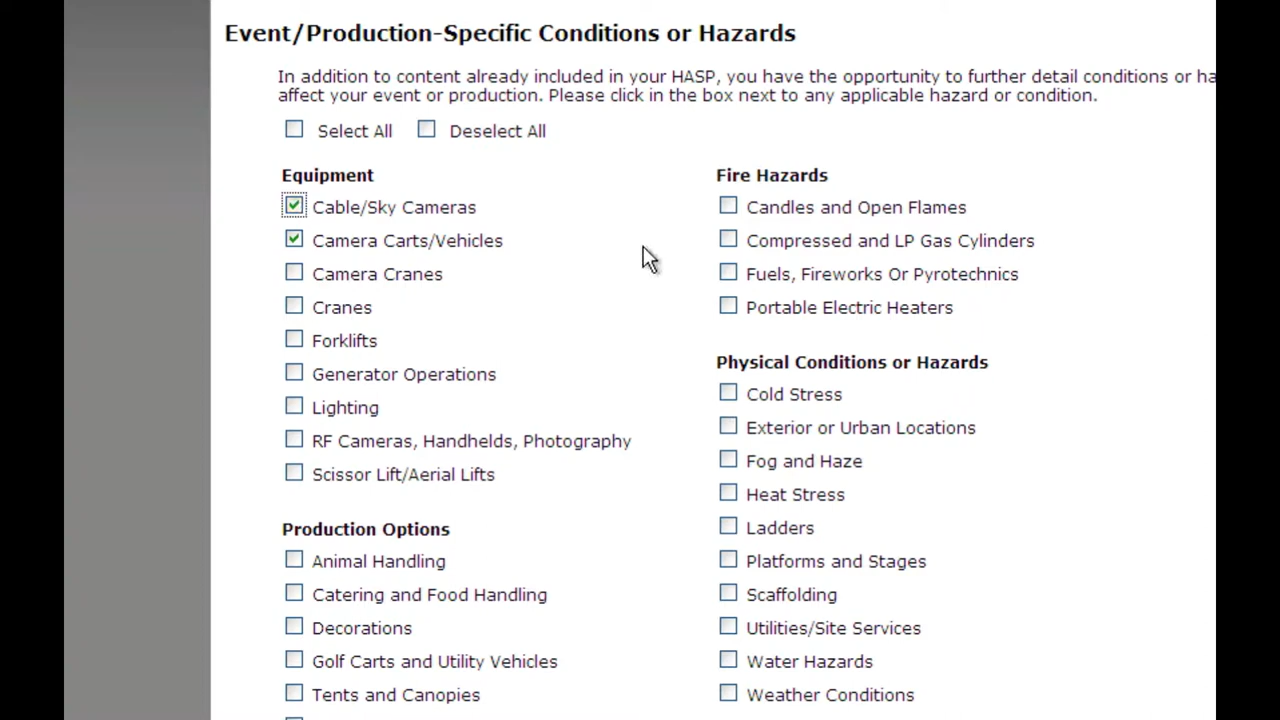 Event/Production-Specific Conditions or Hazards
In addition to content already included in your HASP, you have the opportunity to further detail conditions or ha
affect your event or production. Please click in the box next to any applicable hazard or condition.
Select All Deselect All
Equipment
Cable/Sky Cameras
Camera Carts/Vehicles
Camera Cranes
Cranes
Forklifts
Generator Operations
Lighting
RF Cameras, Handhelds, Photography
Scissor Lift/Aerial Lifts
Production Options
Animal Handling
Catering and Food Handling
Decorations
Golf Carts and Utility Vehicles
Tents and Canopies
Fire Hazards
Candles and Open Flames
Compressed and LP Gas Cylinders
Fuels, Fireworks Or Pyrotechnics
Portable Electric Heaters
Physical Conditions or Hazards
Cold Stress
Exterior or Urban Locations
Fog and Haze
Heat Stress
Ladders
Platforms and Stages
Scaffolding
Utilities/Site Services
Water Hazards
Weather Conditions